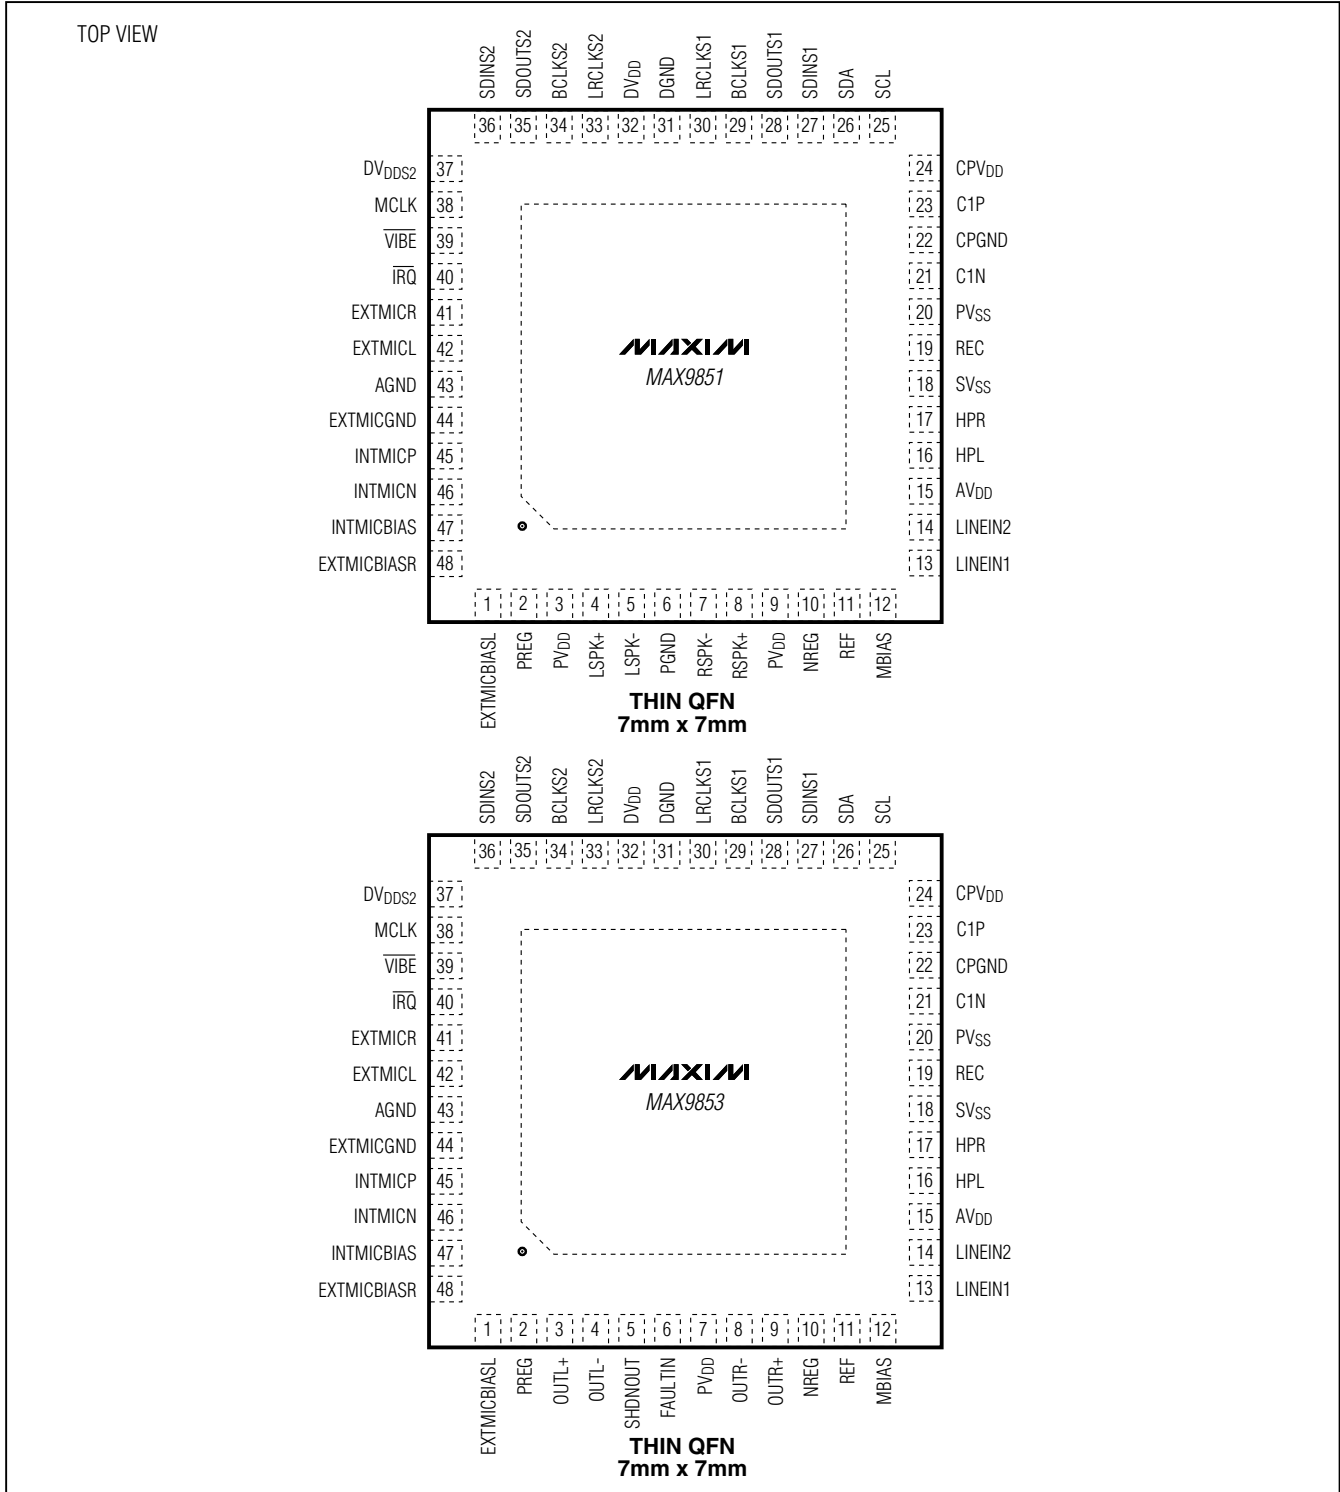 TOP VIEW
SDINS2 SDOUTS2 BCLKS2 LRCLKS2 DVDD DGND LRCLKS1 BCLKS1 SDOUTS1 SDINS1 SDA SCL
36 35 34 33 32 31 30 29 28 27 26 25
DVDDS2 37 24 CPVDD
MCLK 38 23 C1P
VIBE 39 22 CPGND
IRQ 40 21 C1N
EXTMICR 41 20 PVSS
EXTMICL 42 19 REC
AGND 43 18 SVSS
EXTMICGND 44 17 HPR
INTMICP 45 16 HPL
INTMICN 46 15 AVDD
INTMICBIAS 47 14 LINEIN2
EXTMICBIASR 48 13 LINEIN1
MAXIM
MAX9851
1 2 3 4 5 6 7 8 9 10 11 12
EXTMICBIASL PREG PVDD LSPK+ LSPK- PGND RSPK- RSPK+ PVDD NREG REF MBIAS
THIN QFN
7mm x 7mm
SDINS2 SDOUTS2 BCLKS2 LRCLKS2 DVDD DGND LRCLKS1 BCLKS1 SDOUTS1 SDINS1 SDA SCL
36 35 34 33 32 31 30 29 28 27 26 25
DVDDS2 37 24 CPVDD
MCLK 38 23 C1P
VIBE 39 22 CPGND
IRQ 40 21 C1N
EXTMICR 41 20 PVSS
EXTMICL 42 19 REC
AGND 43 18 SVSS
EXTMICGND 44 17 HPR
INTMICP 45 16 HPL
INTMICN 46 15 AVDD
INTMICBIAS 47 14 LINEIN2
EXTMICBIASR 48 13 LINEIN1
MAXIM
MAX9853
1 2 3 4 5 6 7 8 9 10 11 12
EXTMICBIASL PREG OUTL+ OUTL- SHDNOUT FAULTIN PVDD OUTR- OUTR+ NREG REF MBIAS
THIN QFN
7mm x 7mm